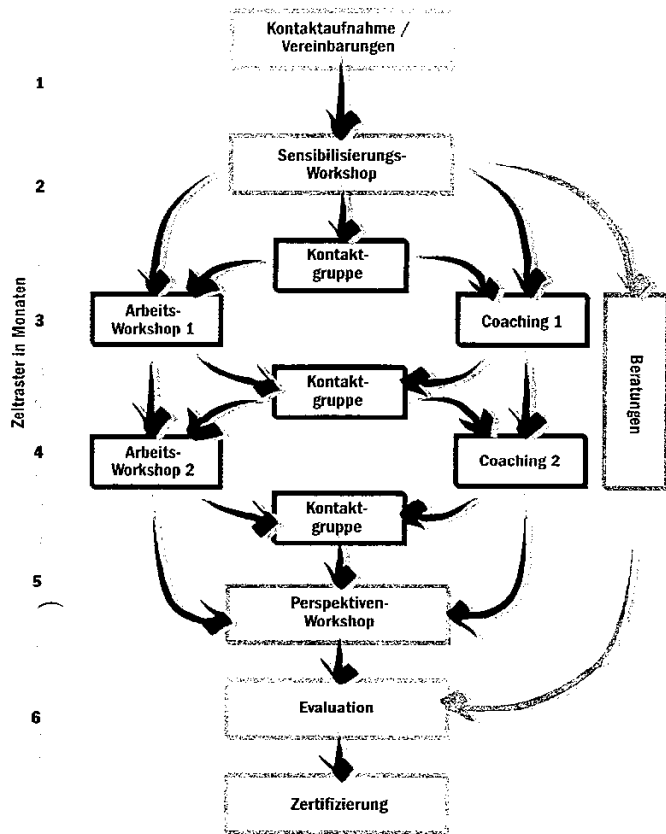 Kontaktaufnahme /
Vereinbarungen
1
Sensibilisierungs-
Workshop
2
Kontakt-
gruppe
Zeitraster in Monaten
3
Arbeits-
Workshop 1
Coaching 1
Beratungen
Kontakt-
gruppe
4
Arbeits-
Workshop 2
Coaching 2
Kontakt-
gruppe
5
Perspektiven-
Workshop
6
Evaluation
Zertifizierung